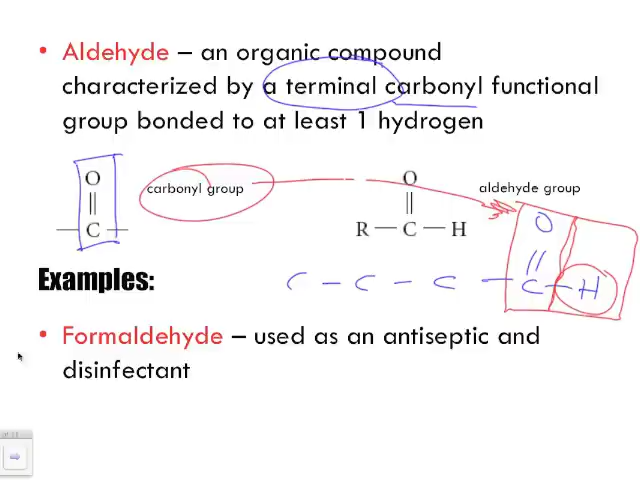 • Aldehyde – an organic compound
characterized by a terminal carbonyl functional
group bonded to at least 1 hydrogen
O
||
— C —
carbonyl group
O
||
R — C — H
aldehyde group
O
||
C – C – C – C – H
Examples:
• Formaldehyde – used as an antiseptic and
disinfectant